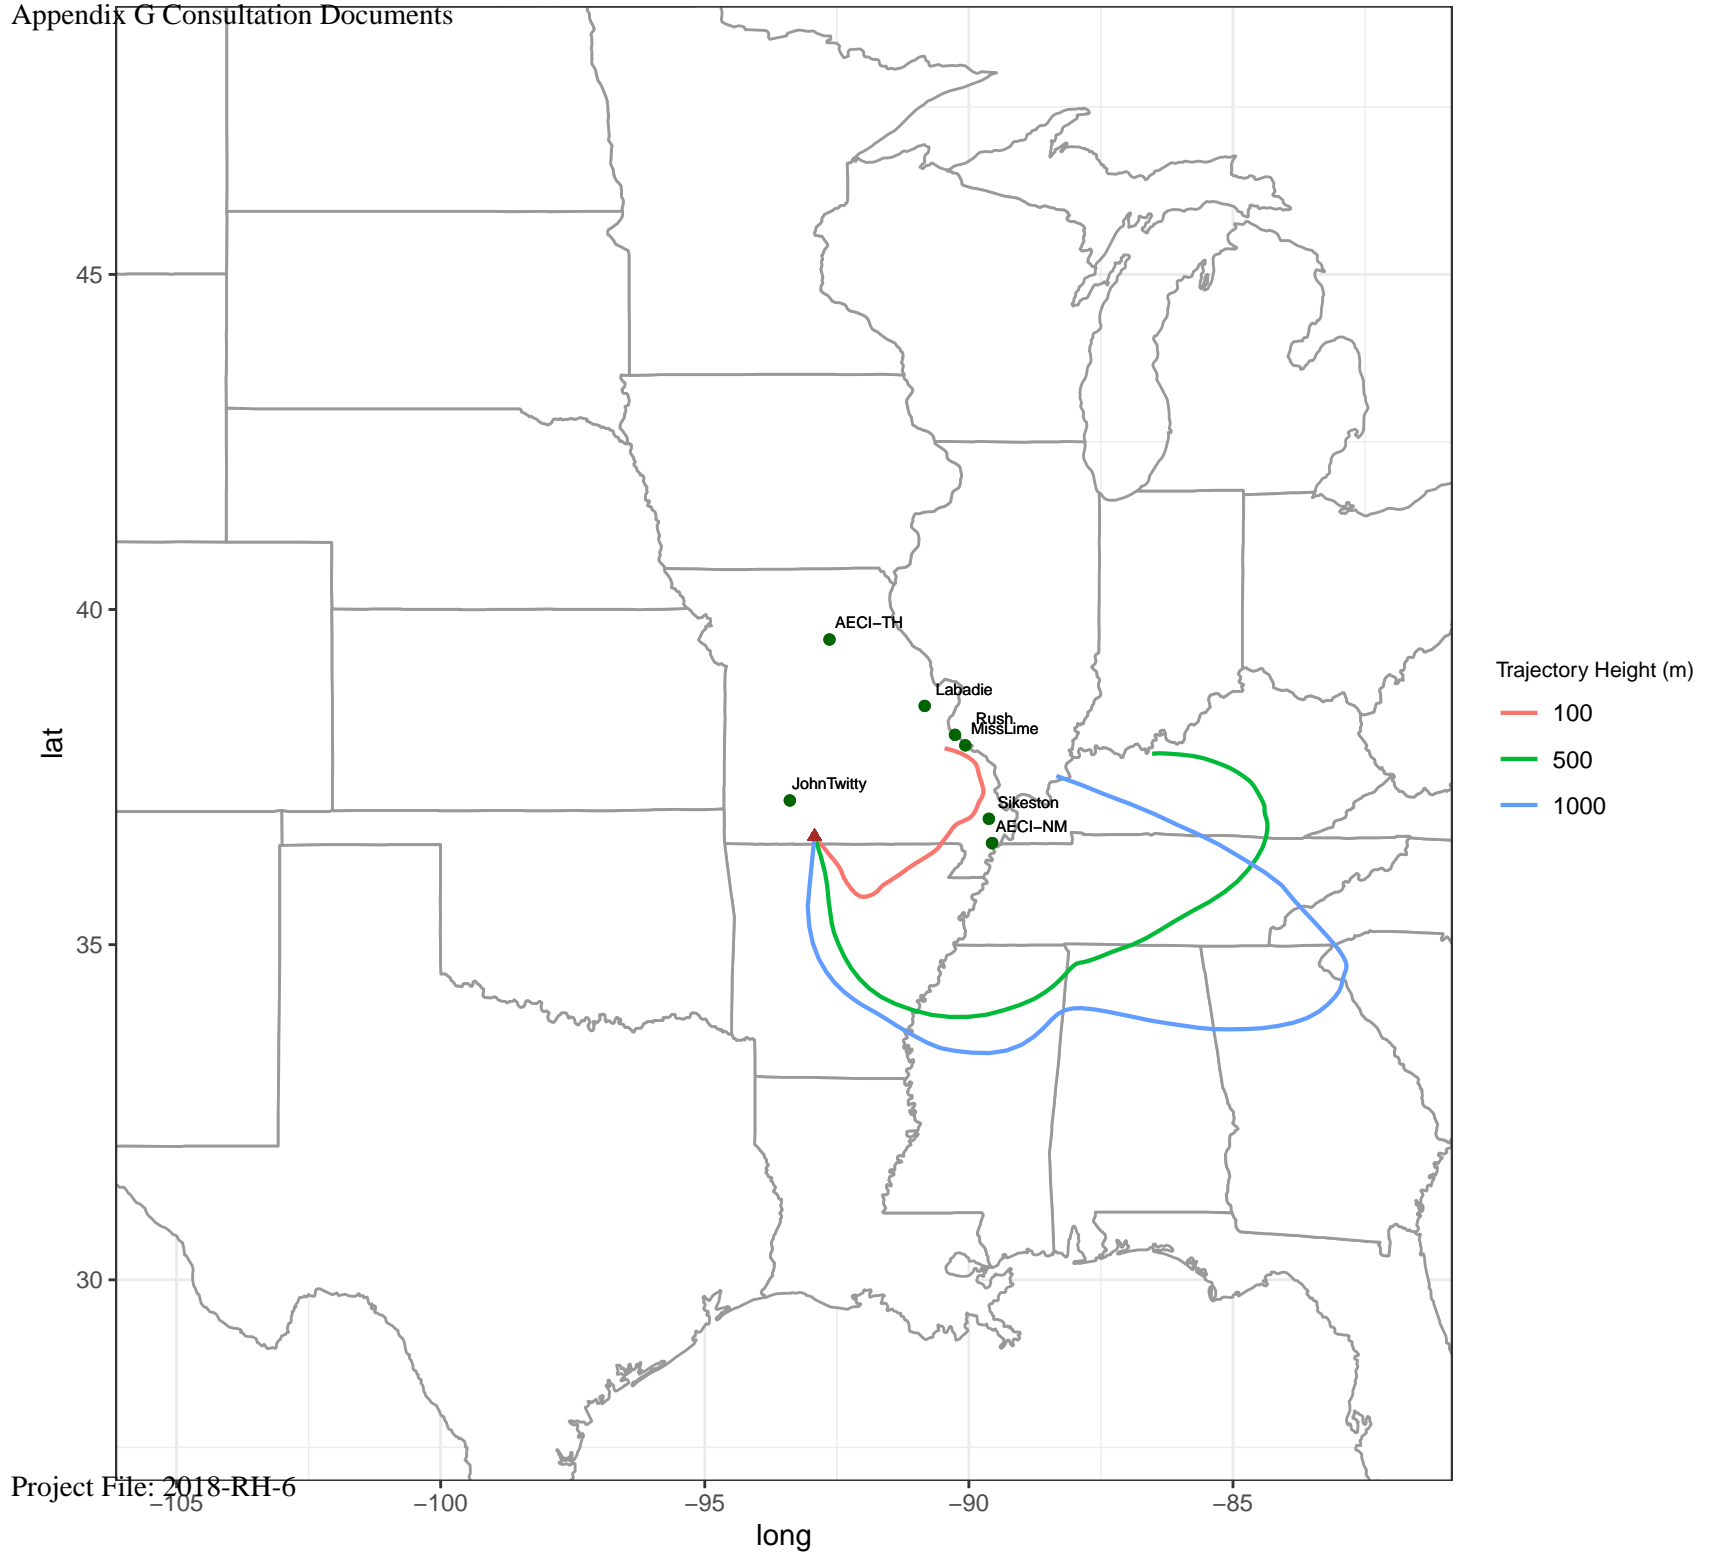 Appendix G Consultation Documents
45
40
35
30
lat
AECI−TH
Labadie
Rush
MissLime
JohnTwitty
Sikeston
AECI−NM
Trajectory Height (m)
100
500
1000
Project File: 2018-RH-6
−105
−100
−95
−90
−85
long